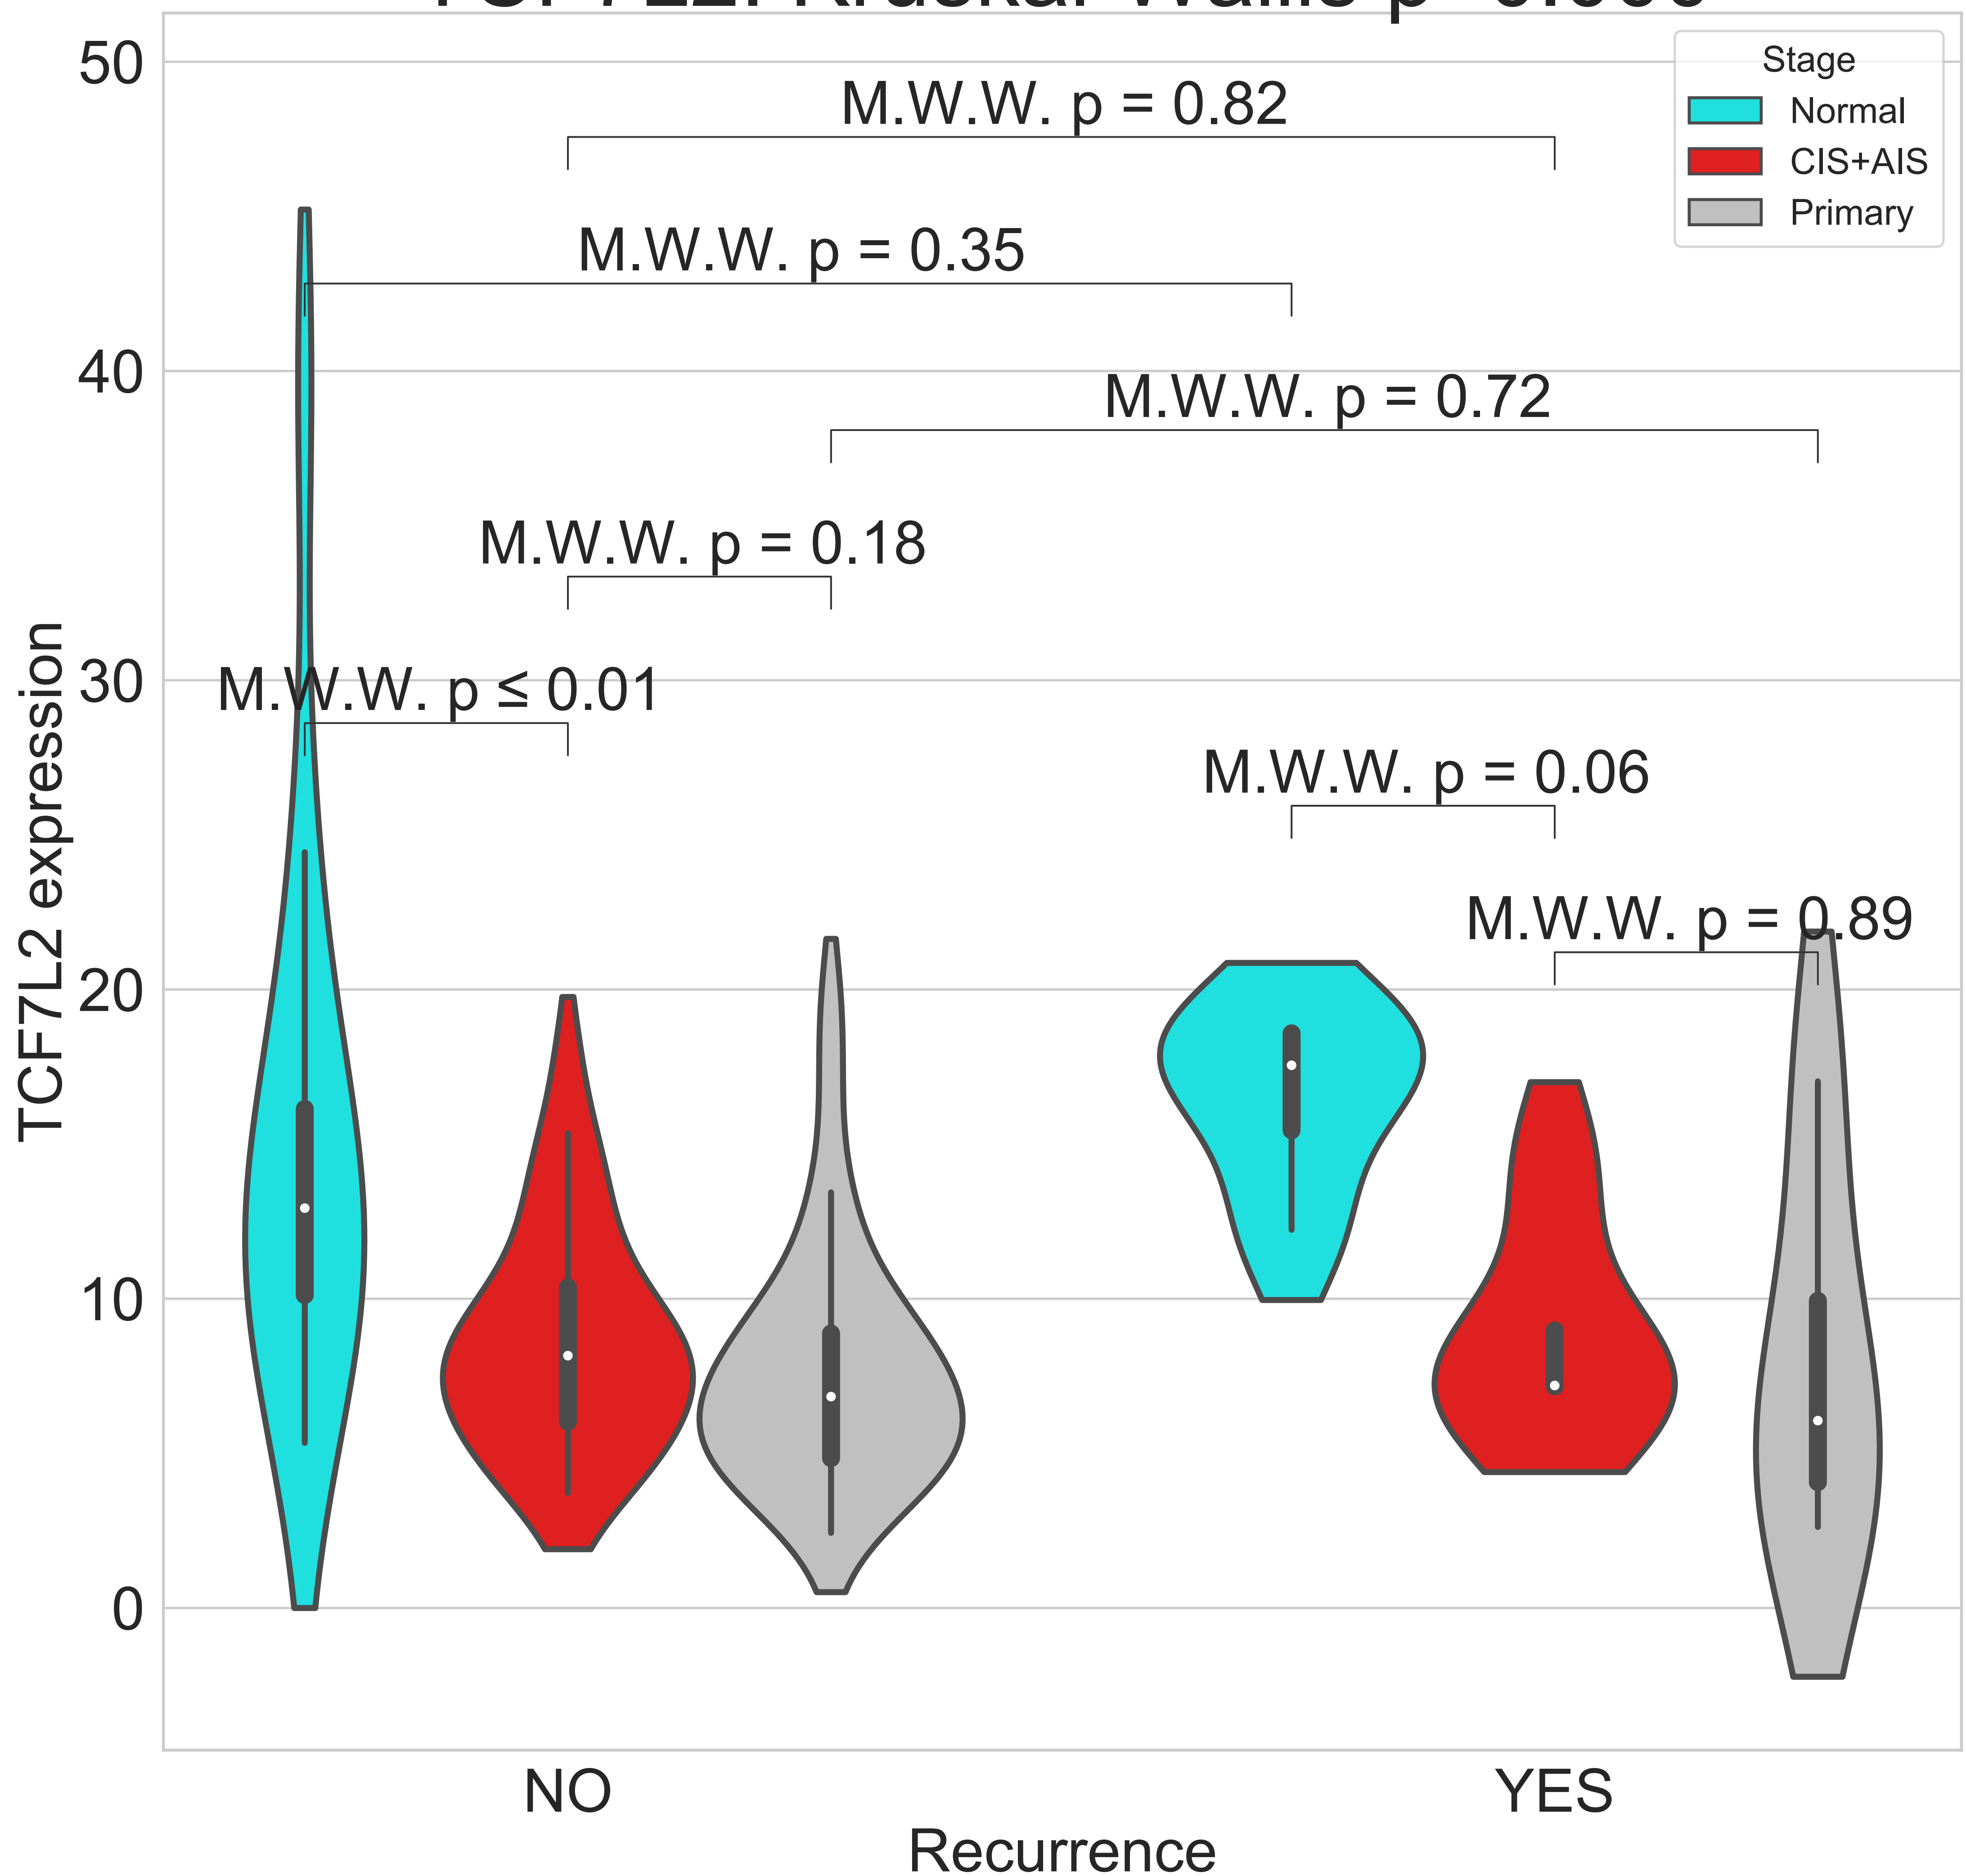 50
Stage
Normal
CIS+AIS
Primary
M.W.W. p = 0.82
M.W.W. p = 0.35
40
M.W.W. p = 0.72
M.W.W. p = 0.18
30
M.W.W. p ≤ 0.01
M.W.W. p = 0.06
M.W.W. p = 0.89
20
TCF7L2 expression
10
0
NO
YES
Recurrence